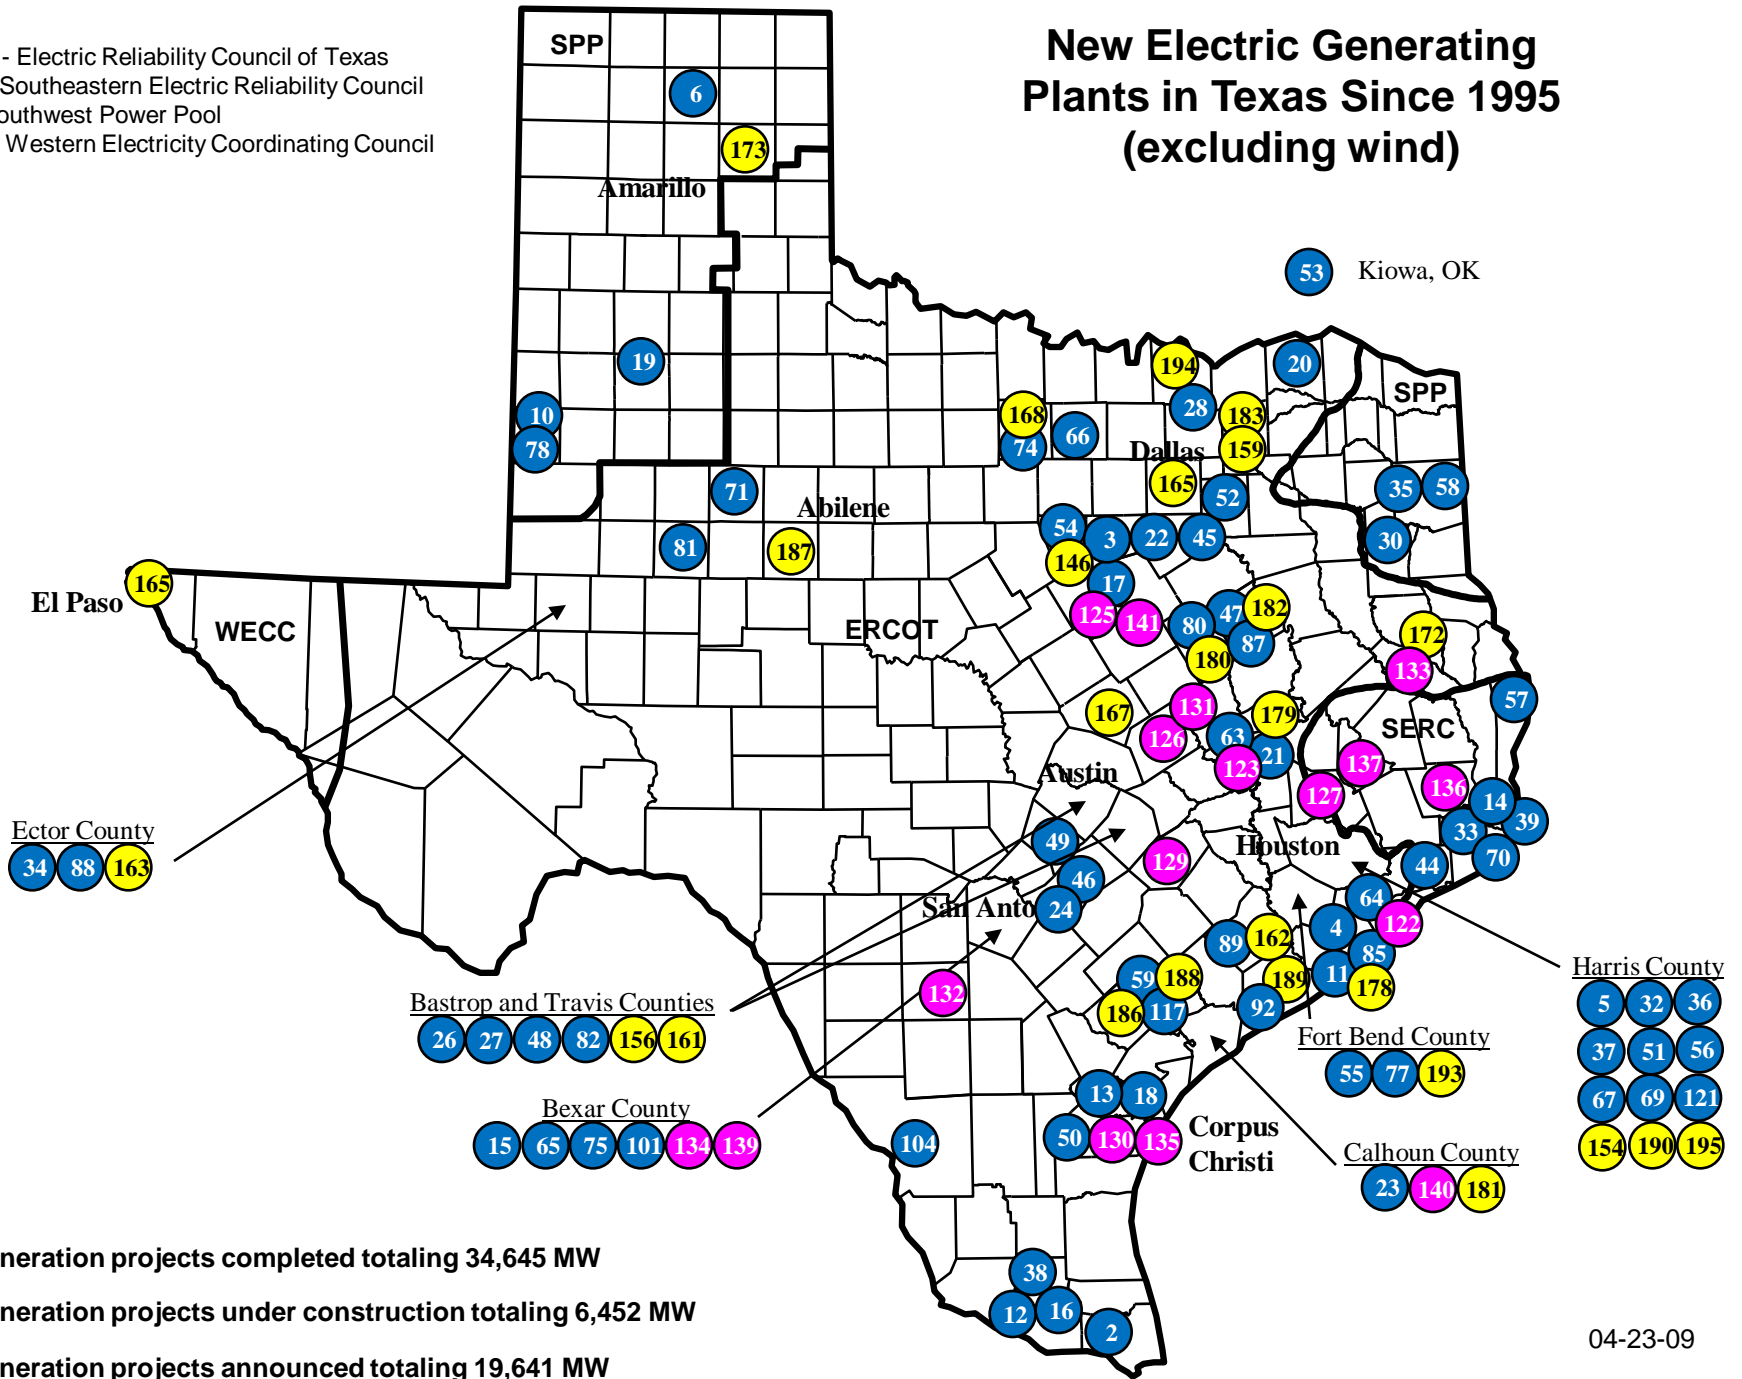 New Electric Generating
Plants in Texas Since 1995
(excluding wind)
- Electric Reliability Council of Texas
Southeastern Electric Reliability Council
outhwest Power Pool
Western Electricity Coordinating Council
SPP
6
173
Amarillo
53 Kiowa, OK
19
194
20
28
SPP
10
168
183
78
74
66
Dallas
159
165
52
35
58
71
Abilene
54
3
22
45
30
81
187
146
17
El Paso
165
WECC
ERCOT
125
141
80
47
182
87
180
172
133
57
167
131
126
63
179
21
123
SERC
137
127
136
14
39
33
70
44
Austin
49
46
24
129
Houston
San Anto
64
122
4
85
11
178
89
162
189
92
59
188
186
117
132
Ector County
34 88 163
Bastrop and Travis Counties
26 27 48 82 156 161
Bexar County
15 65 75 101 134 139
Fort Bend County
55 77 193
Harris County
5 32 36
37 51 56
67 69 121
154 190 195
Calhoun County
23 140 181
13
18
50
130
135
Corpus
Christi
104
38
12
16
2
neration projects completed totaling 34,645 MW
neration projects under construction totaling 6,452 MW
neration projects announced totaling 19,641 MW
04-23-09